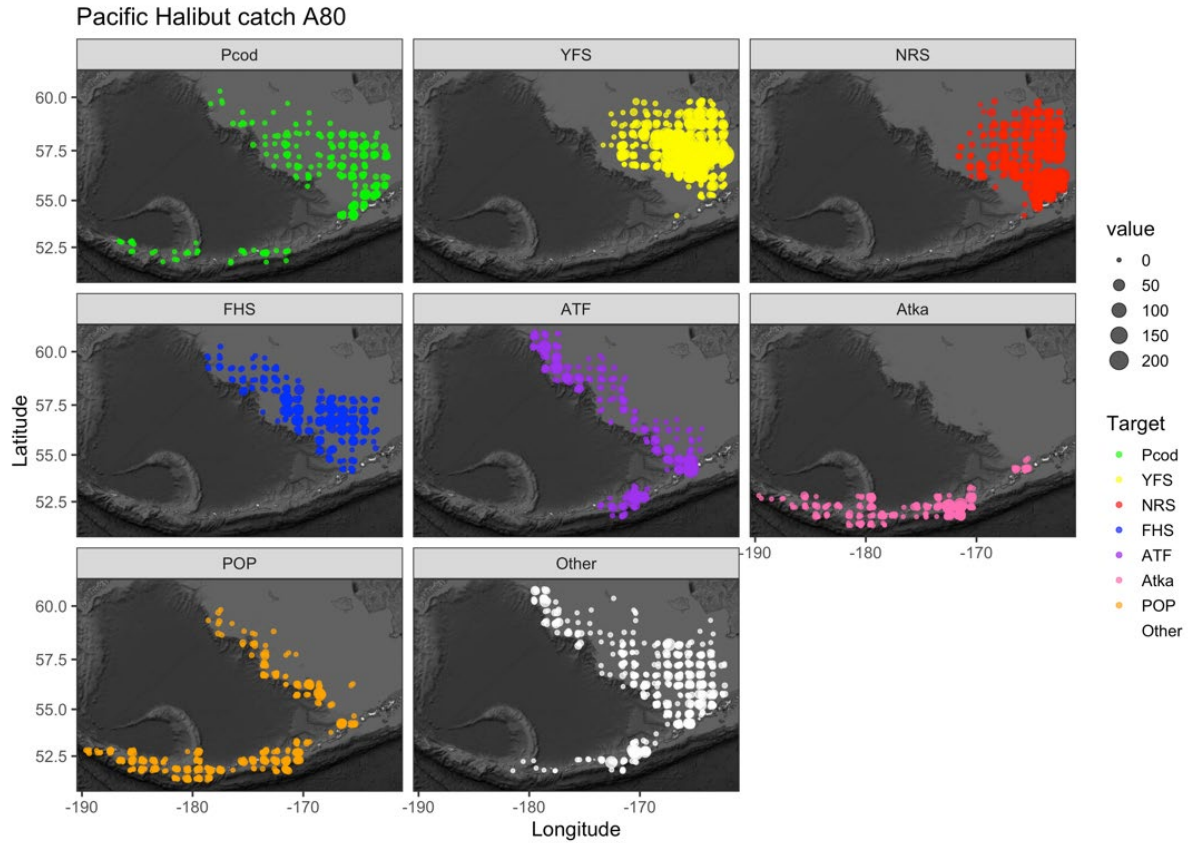 Pacific Halibut catch A80
Pcod
YFS
NRS
60.0
57.5
55.0
52.5
FHS
ATF
Atka
60.0
57.5
55.0
52.5
-190
-180
-170
POP
Other
60.0
57.5
55.0
52.5
-190
-180
-170
-190
-180
-170
Latitude
Longitude
value
0
50
100
150
200
Target
Pcod
YFS
NRS
FHS
ATF
Atka
POP
Other